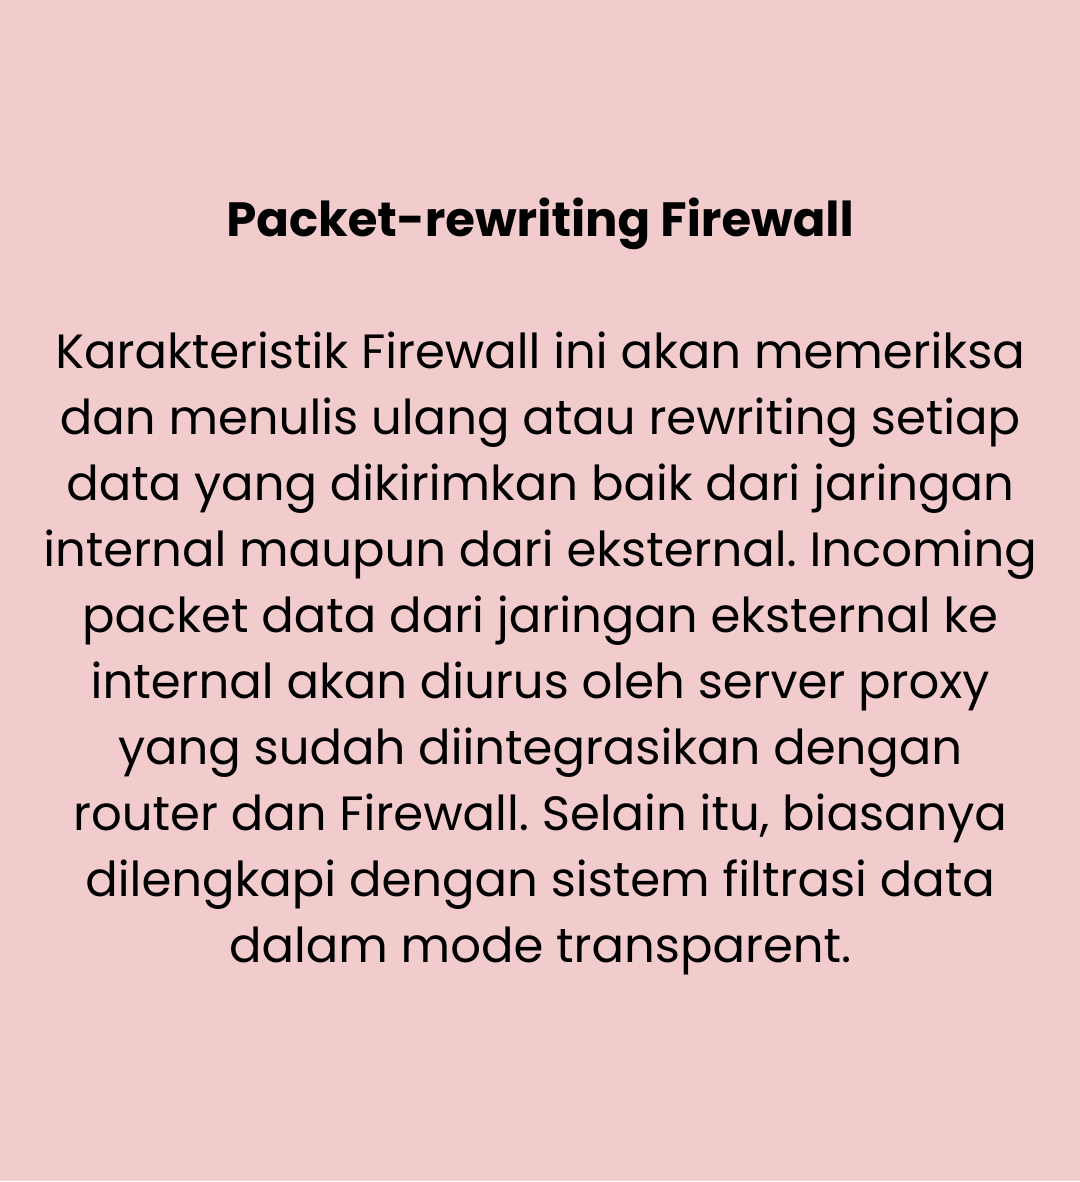 Packet-rewriting Firewall
Karakteristik Firewall ini akan memeriksa
dan menulis ulang atau rewriting setiap
data yang dikirimkan baik dari jaringan
internal maupun dari eksternal. Incoming
packet data dari jaringan eksternal ke
internal akan diurus oleh server proxy
yang sudah diintegrasikan dengan
router dan Firewall. Selain itu, biasanya
dilengkapi dengan sistem filtrasi data
dalam mode transparent.